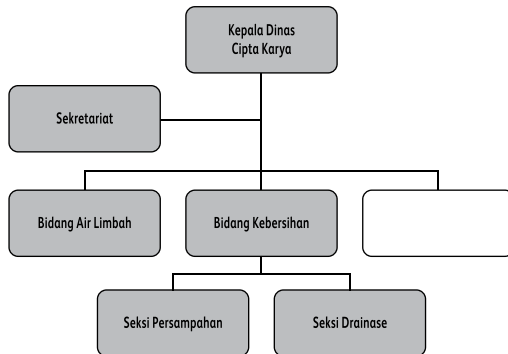 Kepala Dinas
Cipta Karya
Sekretariat
Bidang Air Limbah
Bidang Kebersihan
Seksi Persampahan
Seksi Drainase